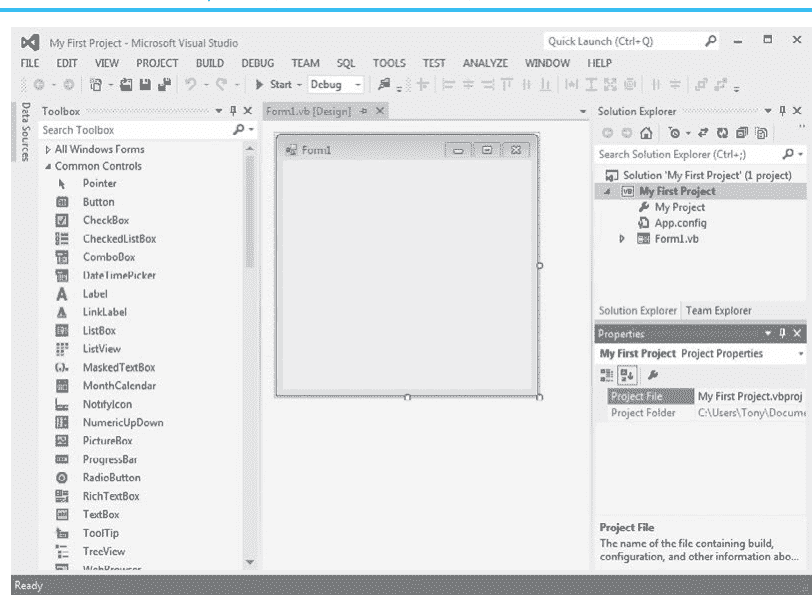 My First Project - Microsoft Visual Studio
Quick Launch (Ctrl+Q)
FILE EDIT VIEW PROJECT BUILD DEBUG TEAM SQL TOOLS TEST ANALYZE WINDOW HELP
Start
Debug
Data Sources
Toolbox
Search Toolbox
All Windows Forms
Common Controls
Pointer
Button
CheckBox
CheckedListBox
ComboBox
DateTimePicker
Label
LinkLabel
ListBox
ListView
MaskedTextBox
MonthCalendar
NotifyIcon
NumericUpDown
PictureBox
ProgressBar
RadioButton
RichTextBox
TextBox
ToolTip
TreeView
WebBrowser
Form1.vb [Design]
Form1
Solution Explorer
Search Solution Explorer (Ctrl+;)
Solution 'My First Project' (1 project)
My First Project
My Project
App.config
Form1.vb
Solution Explorer Team Explorer
Properties
My First Project Project Properties
Project File My First Project.vbproj
Project Folder C:\Users\Tony\Docume
Project File
The name of the file containing build,
configuration, and other information abo...
Ready